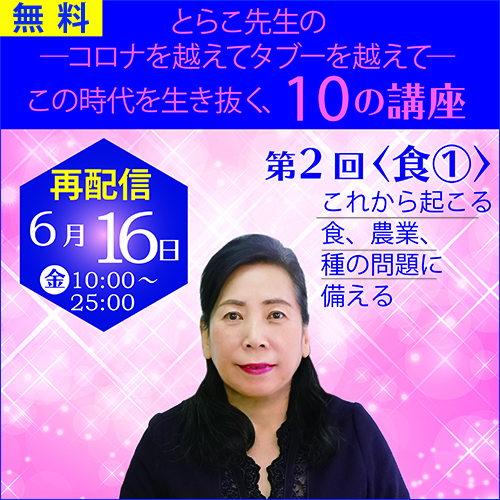 無料
とらこ先生の
―コロナを越えてタブーを越えて―
この時代を生き抜く、10の講座
再配信
6月16日
㊎10:00〜
25:00
第2回〈食①〉
これから起こる
食、農業、
種の問題に
備える